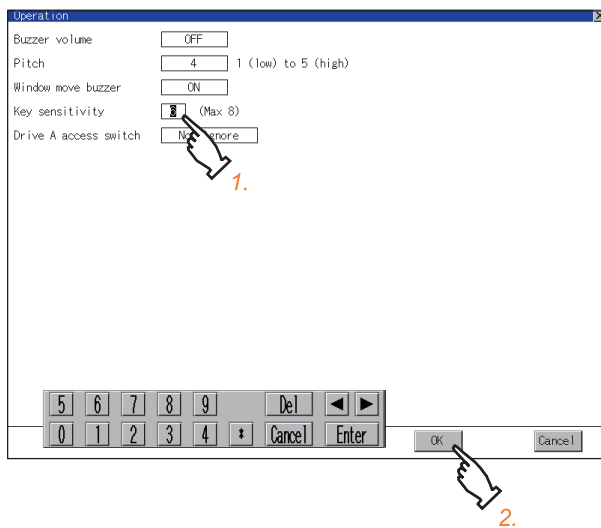 Operation
Buzzer volume OFF
Pitch 4 1 (low) to 5 (high)
Window move buzzer ON
Key sensitivity (Max 8)
Drive A access switch
1.
5 6 7 8 9 Del ◀ ▶
0 1 2 3 4 * Cancel Enter
OK Cancel
2.